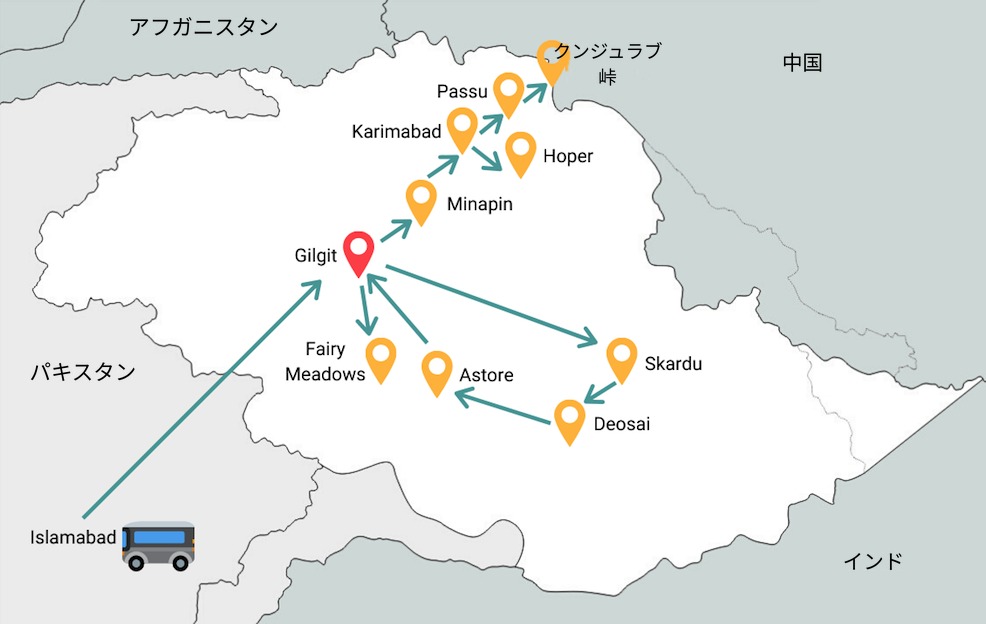 アフガニスタン
クンジュラブ
峠
中国
Passu
Karimabad
Hoper
Minapin
Gilgit
Fairy
Meadows
Astore
Skardu
パキスタン
Deosai
Islamabad
インド